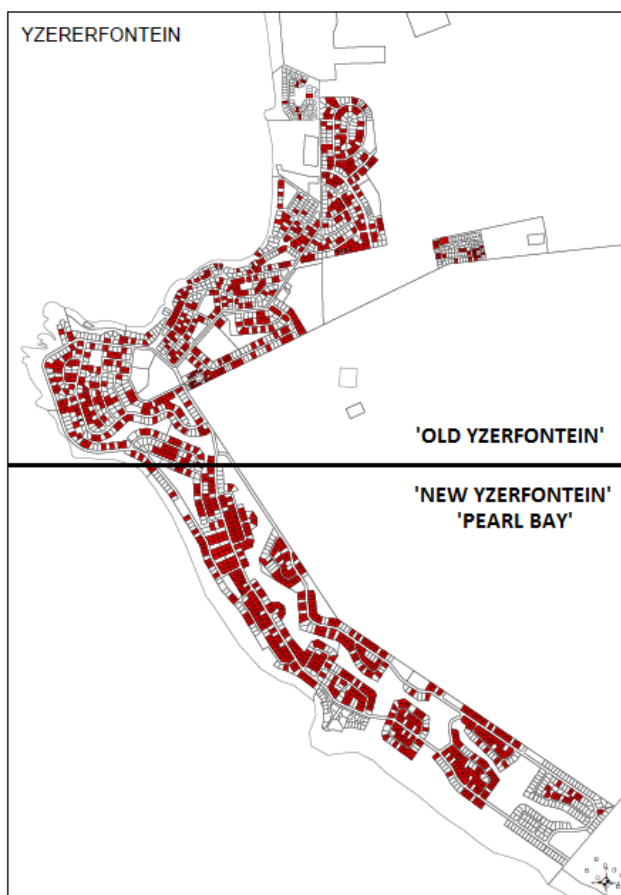 YZERERFONTEIN
'OLD YZERFONTEIN'
'NEW YZERFONTEIN'
'PEARL BAY'